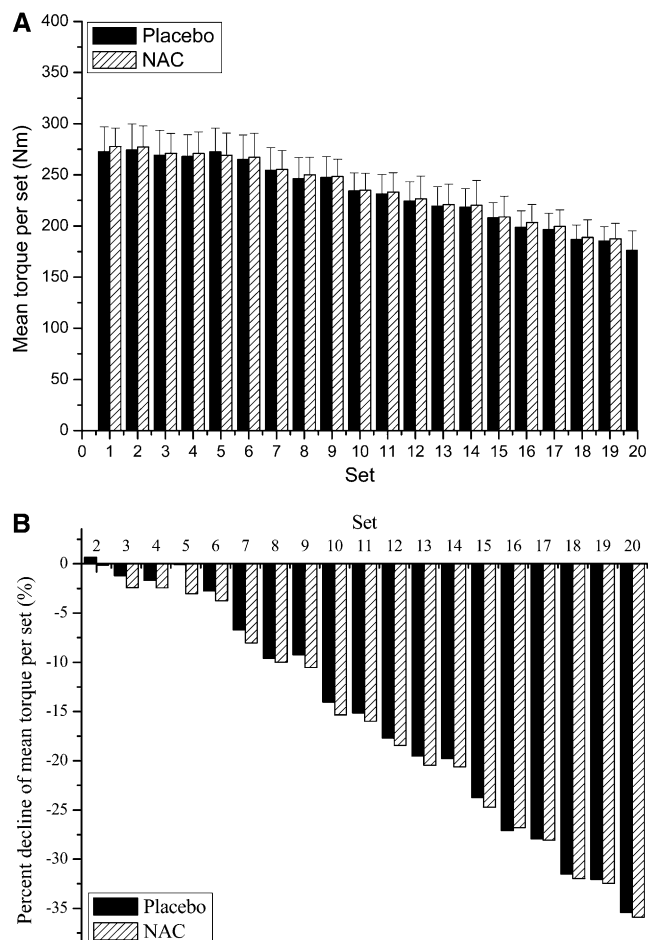 A
400
350
300
250
200
150
100
50
0
Mean torque per set (Nm)
Placebo
NAC
0 1 2 3 4 5 6 7 8 9 10 11 12 13 14 15 16 17 18 19 20
Set
B
Set
2 3 4 5 6 7 8 9 10 11 12 13 14 15 16 17 18 19 20
0
-5
-10
-15
-20
-25
-30
-35
Percent decline of mean torque per set (%)
Placebo
NAC